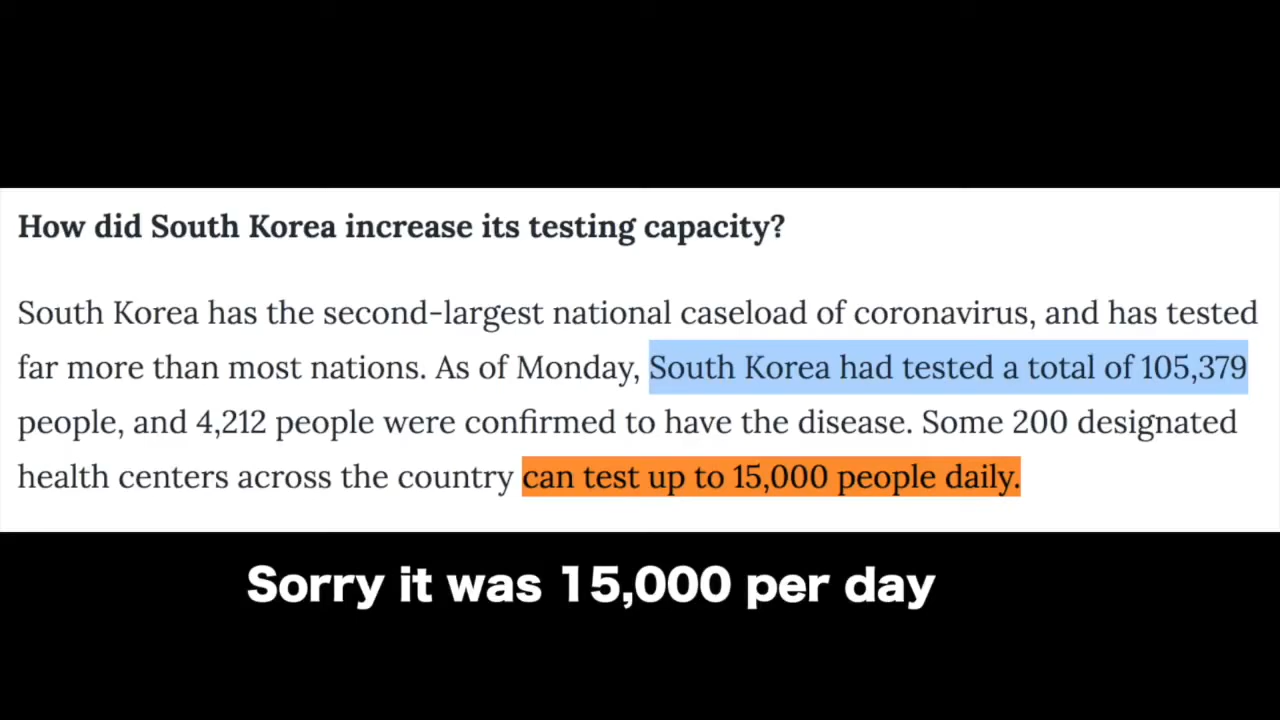 How did South Korea increase its testing capacity?
South Korea has the second-largest national caseload of coronavirus, and has tested
far more than most nations. As of Monday, South Korea had tested a total of 105,379
people, and 4,212 people were confirmed to have the disease. Some 200 designated
health centers across the country can test up to 15,000 people daily.
Sorry it was 15,000 per day